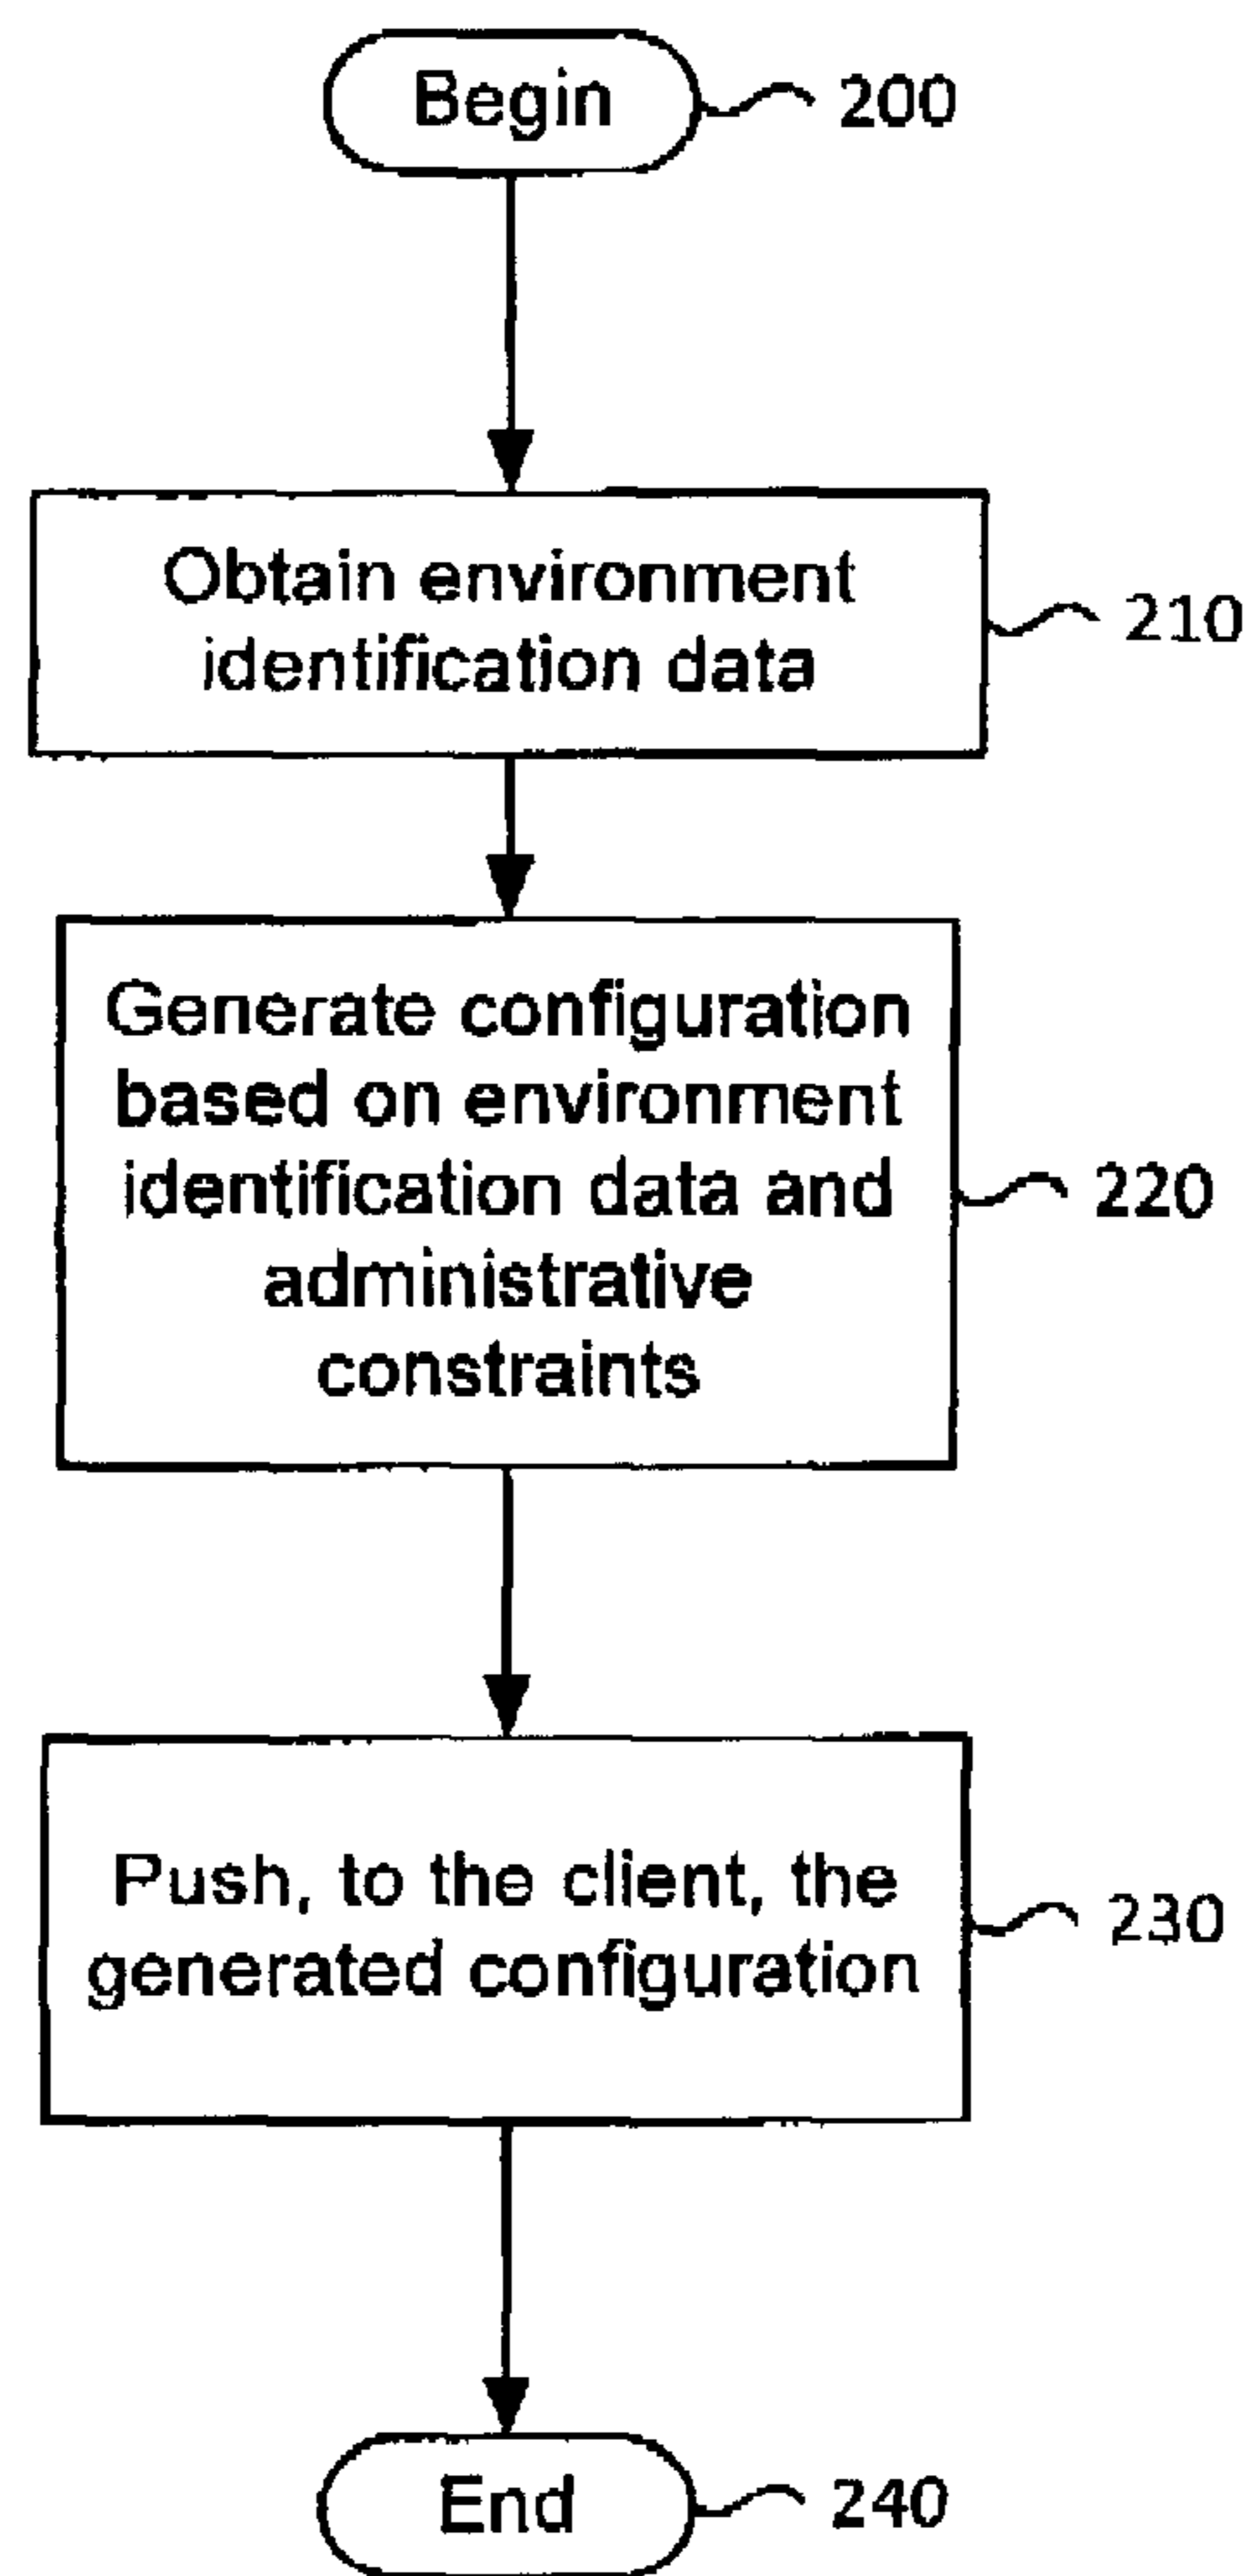 Begin
200
Obtain environment
identification data
210
Generate configuration
based on environment
identification data and
administrative
constraints
220
Push, to the client, the
generated configuration
230
End
240